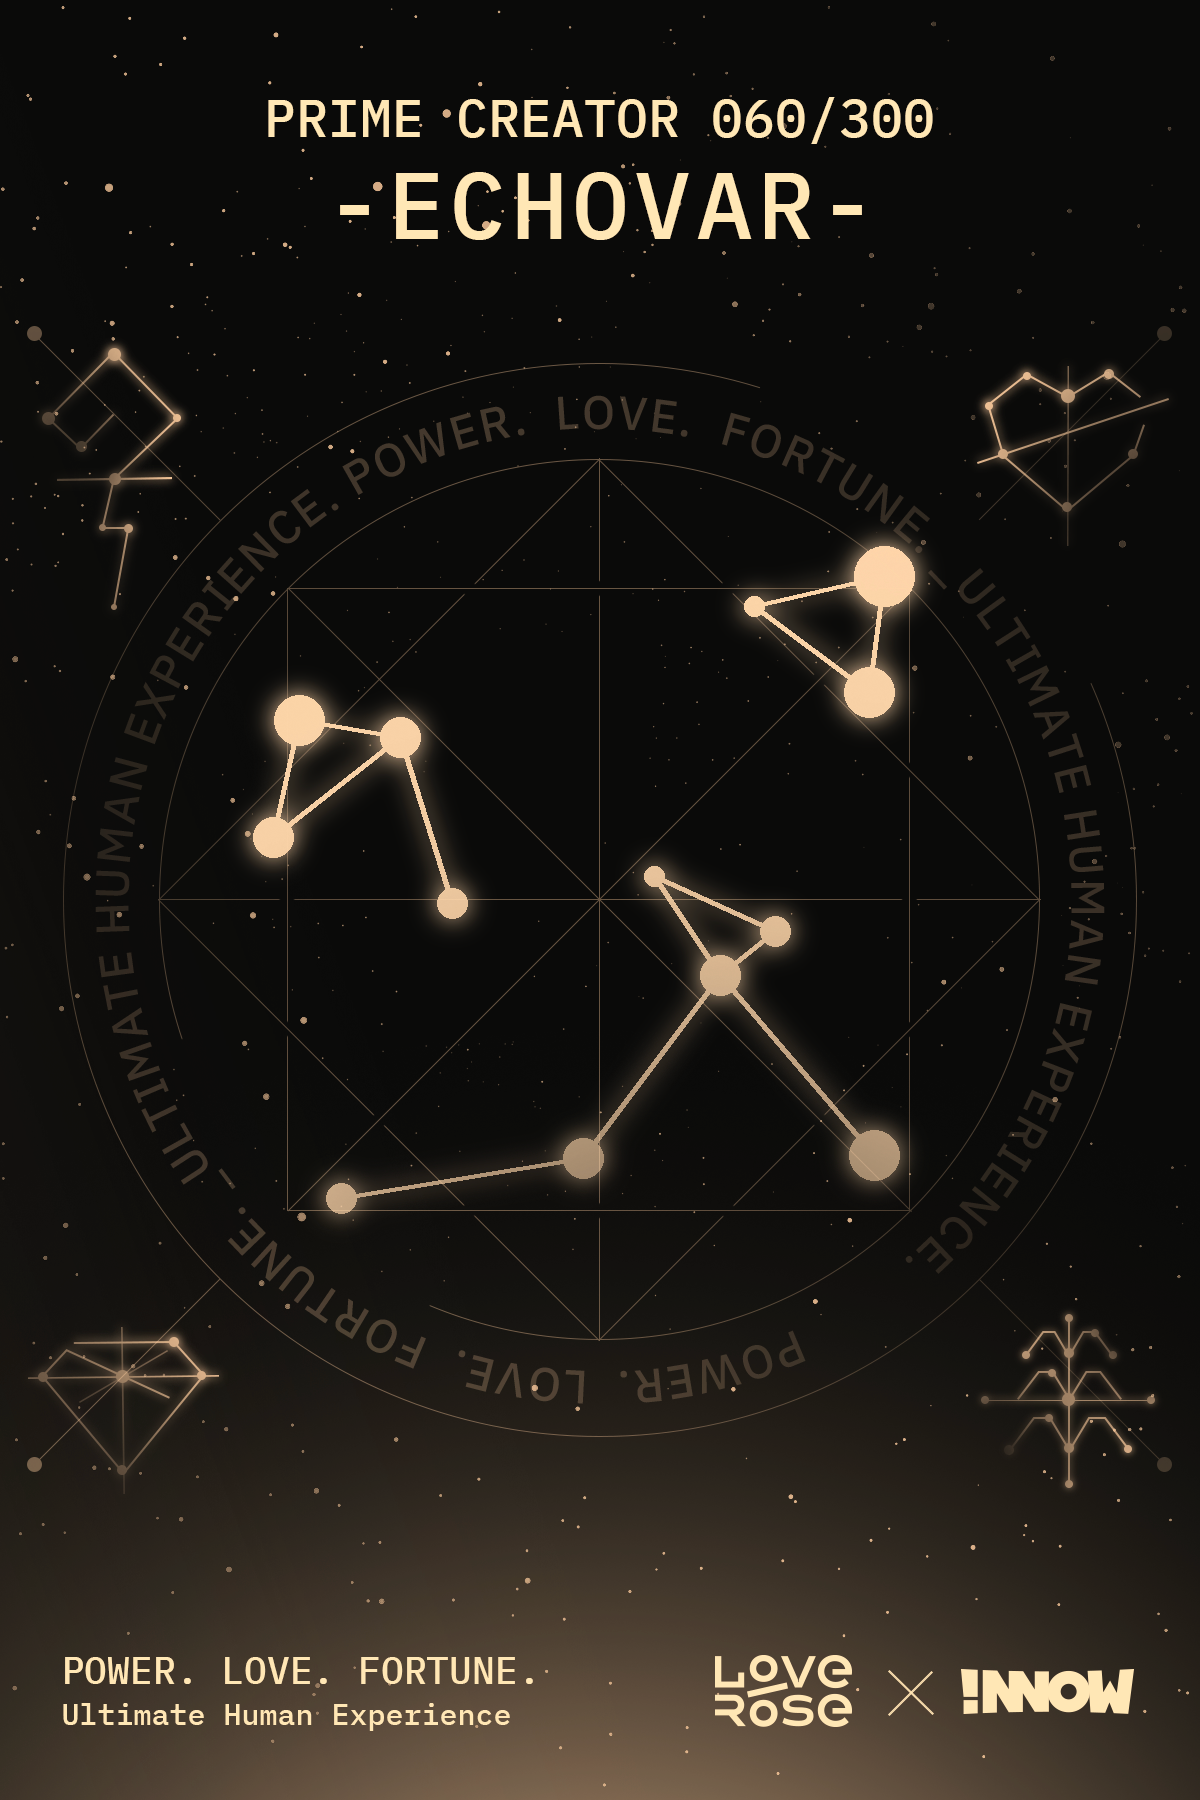 PRIME CREATOR 060/300
-ECHOVAR-
POWER. LOVE. FORTUNE. – ULTIMATE HUMAN EXPERIENCE.
POWER. LOVE. FORTUNE. – ULTIMATE HUMAN EXPERIENCE.
POWER. LOVE. FORTUNE.
Ultimate Human Experience
LOVE
ROSE
!NNOW